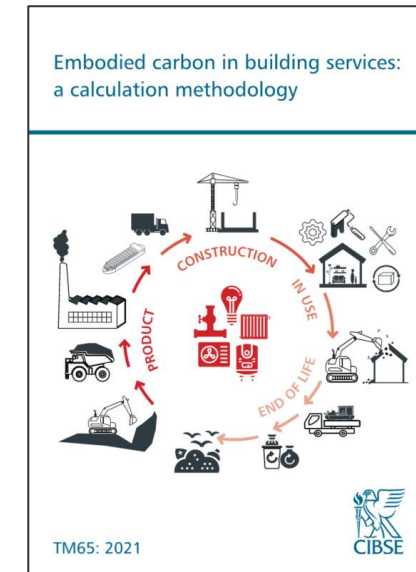 Embodied carbon in building services:
a calculation methodology
CONSTRUCTION
IN USE
PRODUCT
END OF LIFE
TM65: 2021
CIBSE